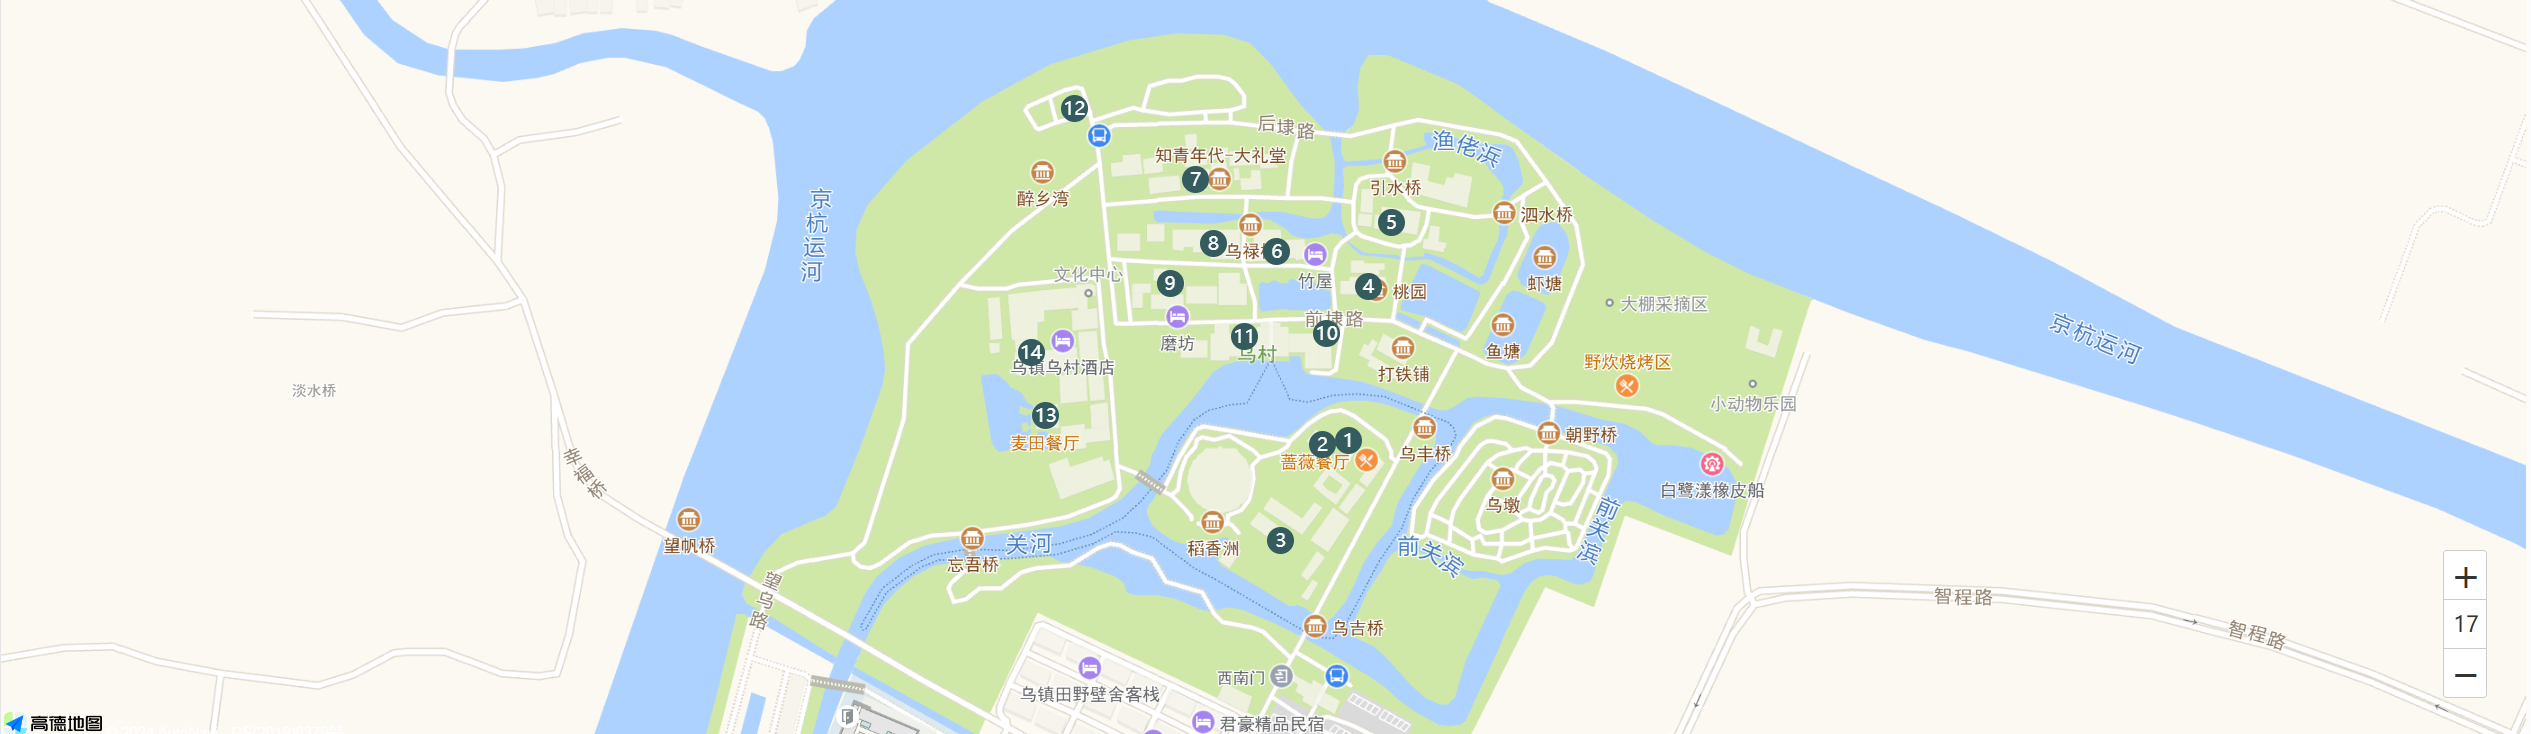 后埭路
渔佬浜
12
知青年代-大礼堂
7
引水桥
醉乡湾
京杭运河
5
泗水桥
8
乌禄
6
文化中心
9
竹屋
4
桃园
虾塘
大棚采摘区
前埭路
京杭运河
11
10
磨坊
乌村
14
乌镇乌村酒店
打铁铺
鱼塘
野炊烧烤区
淡水桥
小动物乐园
13
麦田餐厅
2
1
蔷薇餐厅
乌丰桥
朝野桥
幸福桥
白鹭漾橡皮船
乌墩
前关滨
望帆桥
忘吾桥
关河
稻香洲
3
前关滨
望乌路
智程路
智程路
乌吉桥
西南门
乌镇田野壁舍客栈
君豪精品民宿
高德地图
+
17
−